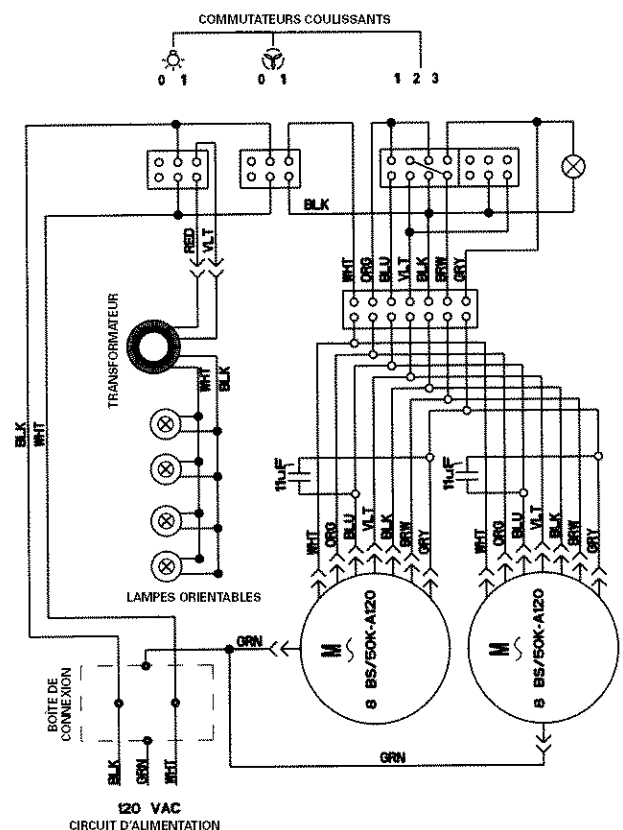 COMMUTATEURS COULISSANTS
0 1
0 1
1 2 3
BLK
RED
VLT
WHT
ORG
BLU
VLT
BLK
BRW
GRY
TRANSFORMATEUR
WHT
BLK
BLK
WHT
11uF
11uF
WHT
ORG
BLU
VLT
BLK
BRW
GRY
WHT
ORG
BLU
VLT
BLK
BRW
GRY
LAMPES ORIENTABLES
GRN
M
8 BS/50K-A120
M
8 BS/50K-A120
BOÎTE DE
CONNEXION
GRN
BLK
GRN
WHT
120 VAC
CIRCUIT D'ALIMENTATION